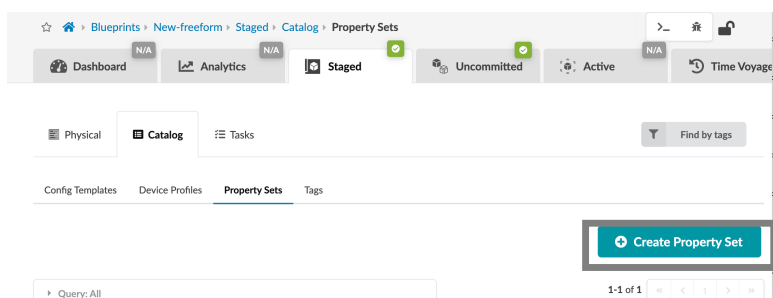 Blueprints New-freeform Staged Catalog Property Sets
N/A N/A N/A
Dashboard Analytics Staged Uncommitted Active Time Voyage
Physical Catalog Tasks Find by tags
Config Templates Device Profiles Property Sets Tags
Create Property Set
Query: All 1-1 of 1 1